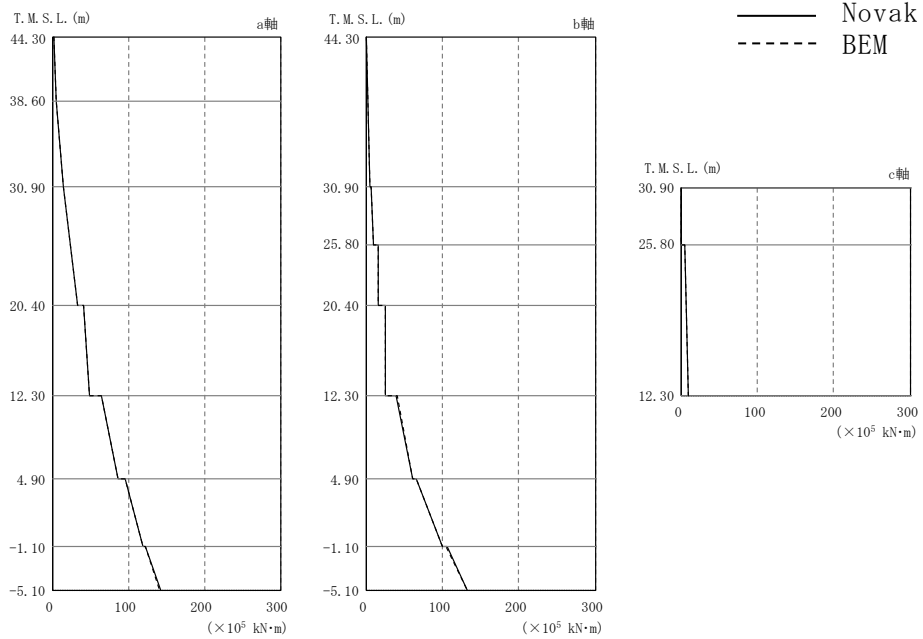 T.M.S.L.(m)
a軸
44.30
38.60
30.90
20.40
12.30
4.90
-1.10
-5.10
0 100 200 300
(×10⁵ kN・m)
T.M.S.L.(m)
b軸
44.30
30.90
25.80
20.40
12.30
4.90
-1.10
-5.10
0 100 200 300
(×10⁵ kN・m)
Novak
BEM
T.M.S.L.(m)
c軸
30.90
25.80
12.30
0 100 200 300
(×10⁵ kN・m)